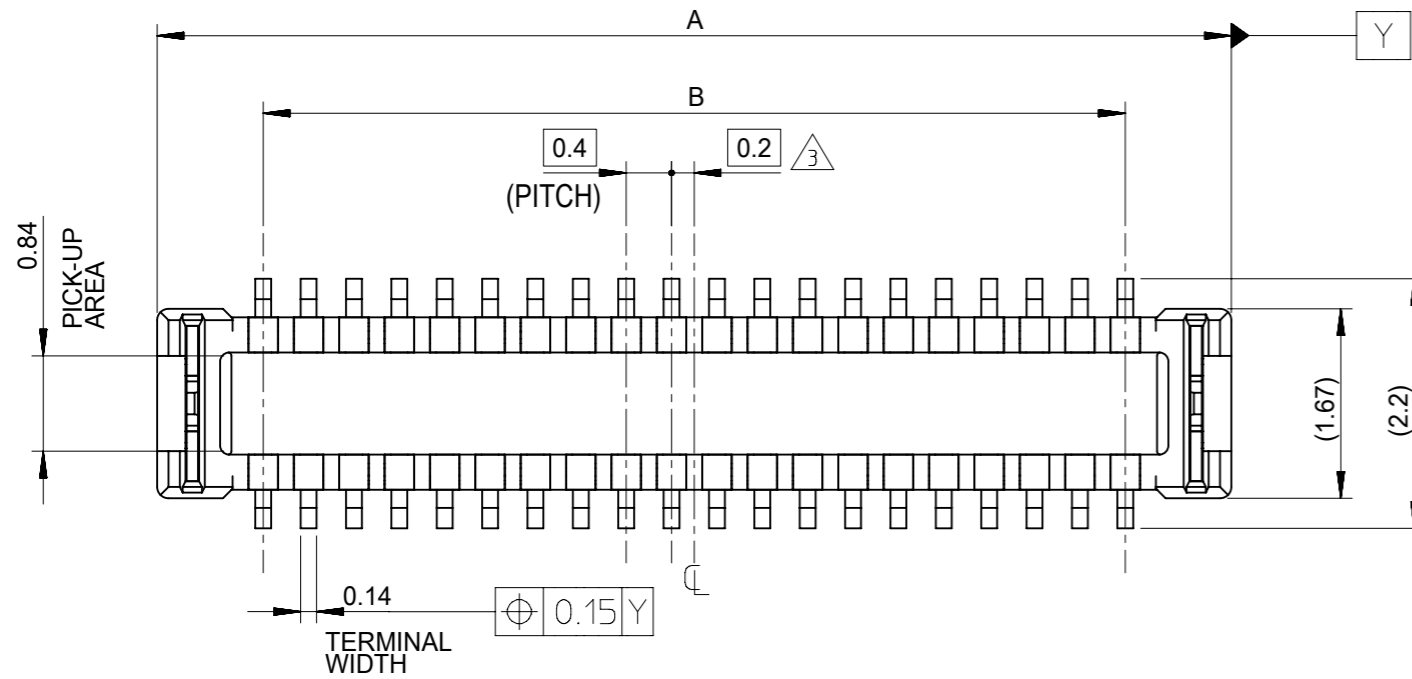 A
Y
B
0.4
0.2
3
(PITCH)
0.84
PICK-UP
AREA
(1.67)
(2.2)
℄
0.14
⌖ 0.15 Y
TERMINAL
WIDTH